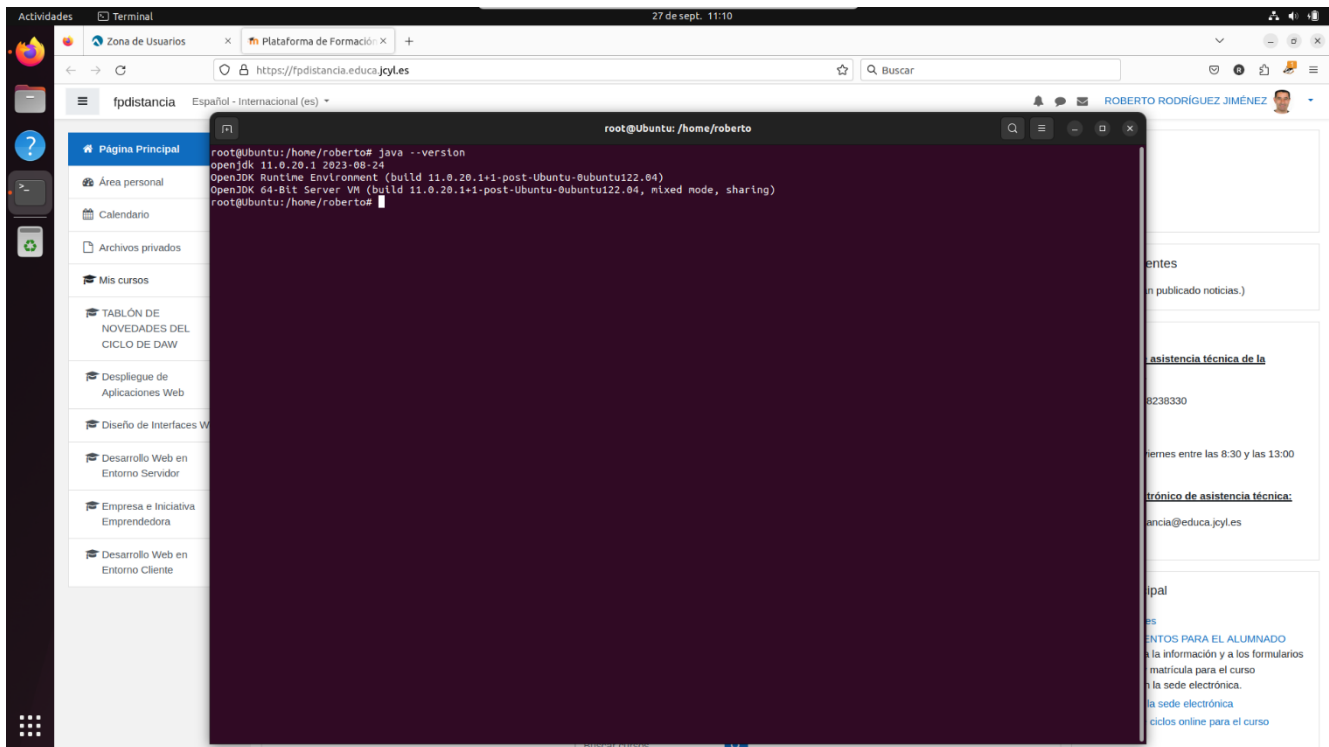 Actividades
Terminal
27 de sept. 11:10
Zona de Usuarios
Plataforma de Formación
https://fpdistancia.educa.jcyl.es
Buscar
fpdistancia
Español - Internacional (es)
ROBERTO RODRÍGUEZ JIMÉNEZ
Página Principal
Área personal
Calendario
Archivos privados
Mis cursos
TABLÓN DE
NOVEDADES DEL
CICLO DE DAW
Despliegue de
Aplicaciones Web
Diseño de Interfaces W
Desarrollo Web en
Entorno Servidor
Empresa e Iniciativa
Emprendedora
Desarrollo Web en
Entorno Cliente
root@Ubuntu: /home/roberto
root@Ubuntu:/home/roberto# java --version
openjdk 11.0.20.1 2023-08-24
OpenJDK Runtime Environment (build 11.0.20.1+1-post-Ubuntu-0ubuntu122.04)
OpenJDK 64-Bit Server VM (build 11.0.20.1+1-post-Ubuntu-0ubuntu122.04, mixed mode, sharing)
root@Ubuntu:/home/roberto#
entes
n publicado noticias.)
asistencia técnica de la
8238330
iernes entre las 8:30 y las 13:00
trónico de asistencia técnica:
ancia@educa.jcyl.es
ipal
es
ENTOS PARA EL ALUMNADO
a la información y a los formularios
matrícula para el curso
n la sede electrónica.
la sede electrónica
ciclos online para el curso